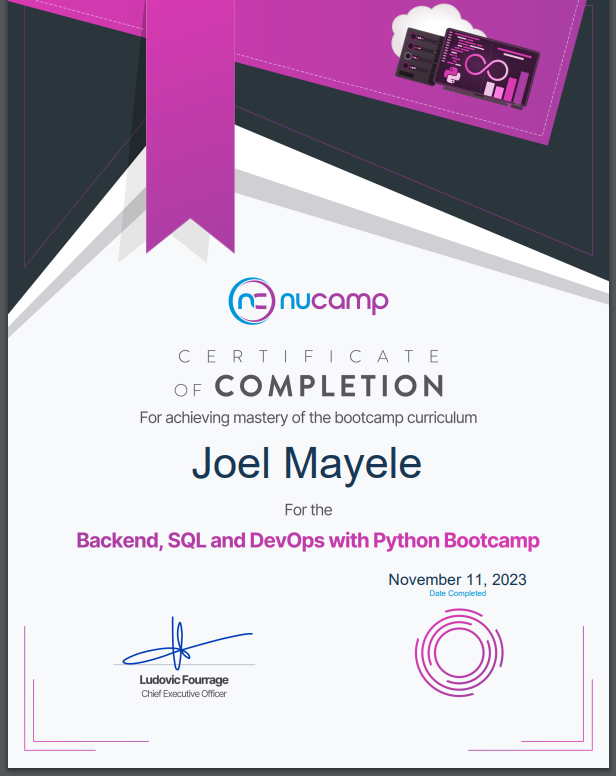 nucamp
CERTIFICATE
OF COMPLETION
For achieving mastery of the bootcamp curriculum
Joel Mayele
For the
Backend, SQL and DevOps with Python Bootcamp
November 11, 2023
Date Completed
Ludovic Fourrage
Chief Executive Officer